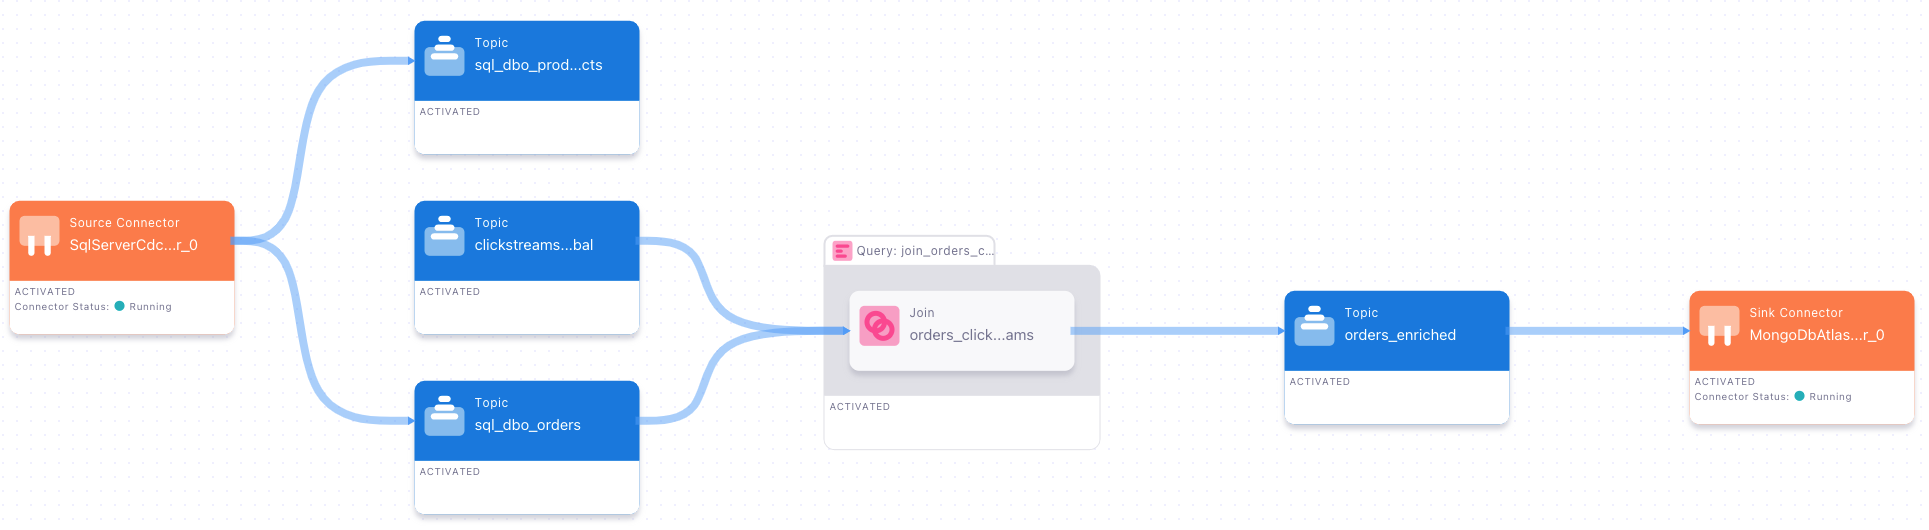 Topic
sql_dbo_prod...cts
ACTIVATED
Source Connector
SqlServerCdc...r_0
ACTIVATED
Connector Status: Running
Topic
clickstreams...bal
ACTIVATED
Topic
sql_dbo_orders
ACTIVATED
Query: join_orders_c...
Join
orders_click...ams
ACTIVATED
Topic
orders_enriched
ACTIVATED
Sink Connector
MongoDbAtlas...r_0
ACTIVATED
Connector Status: Running